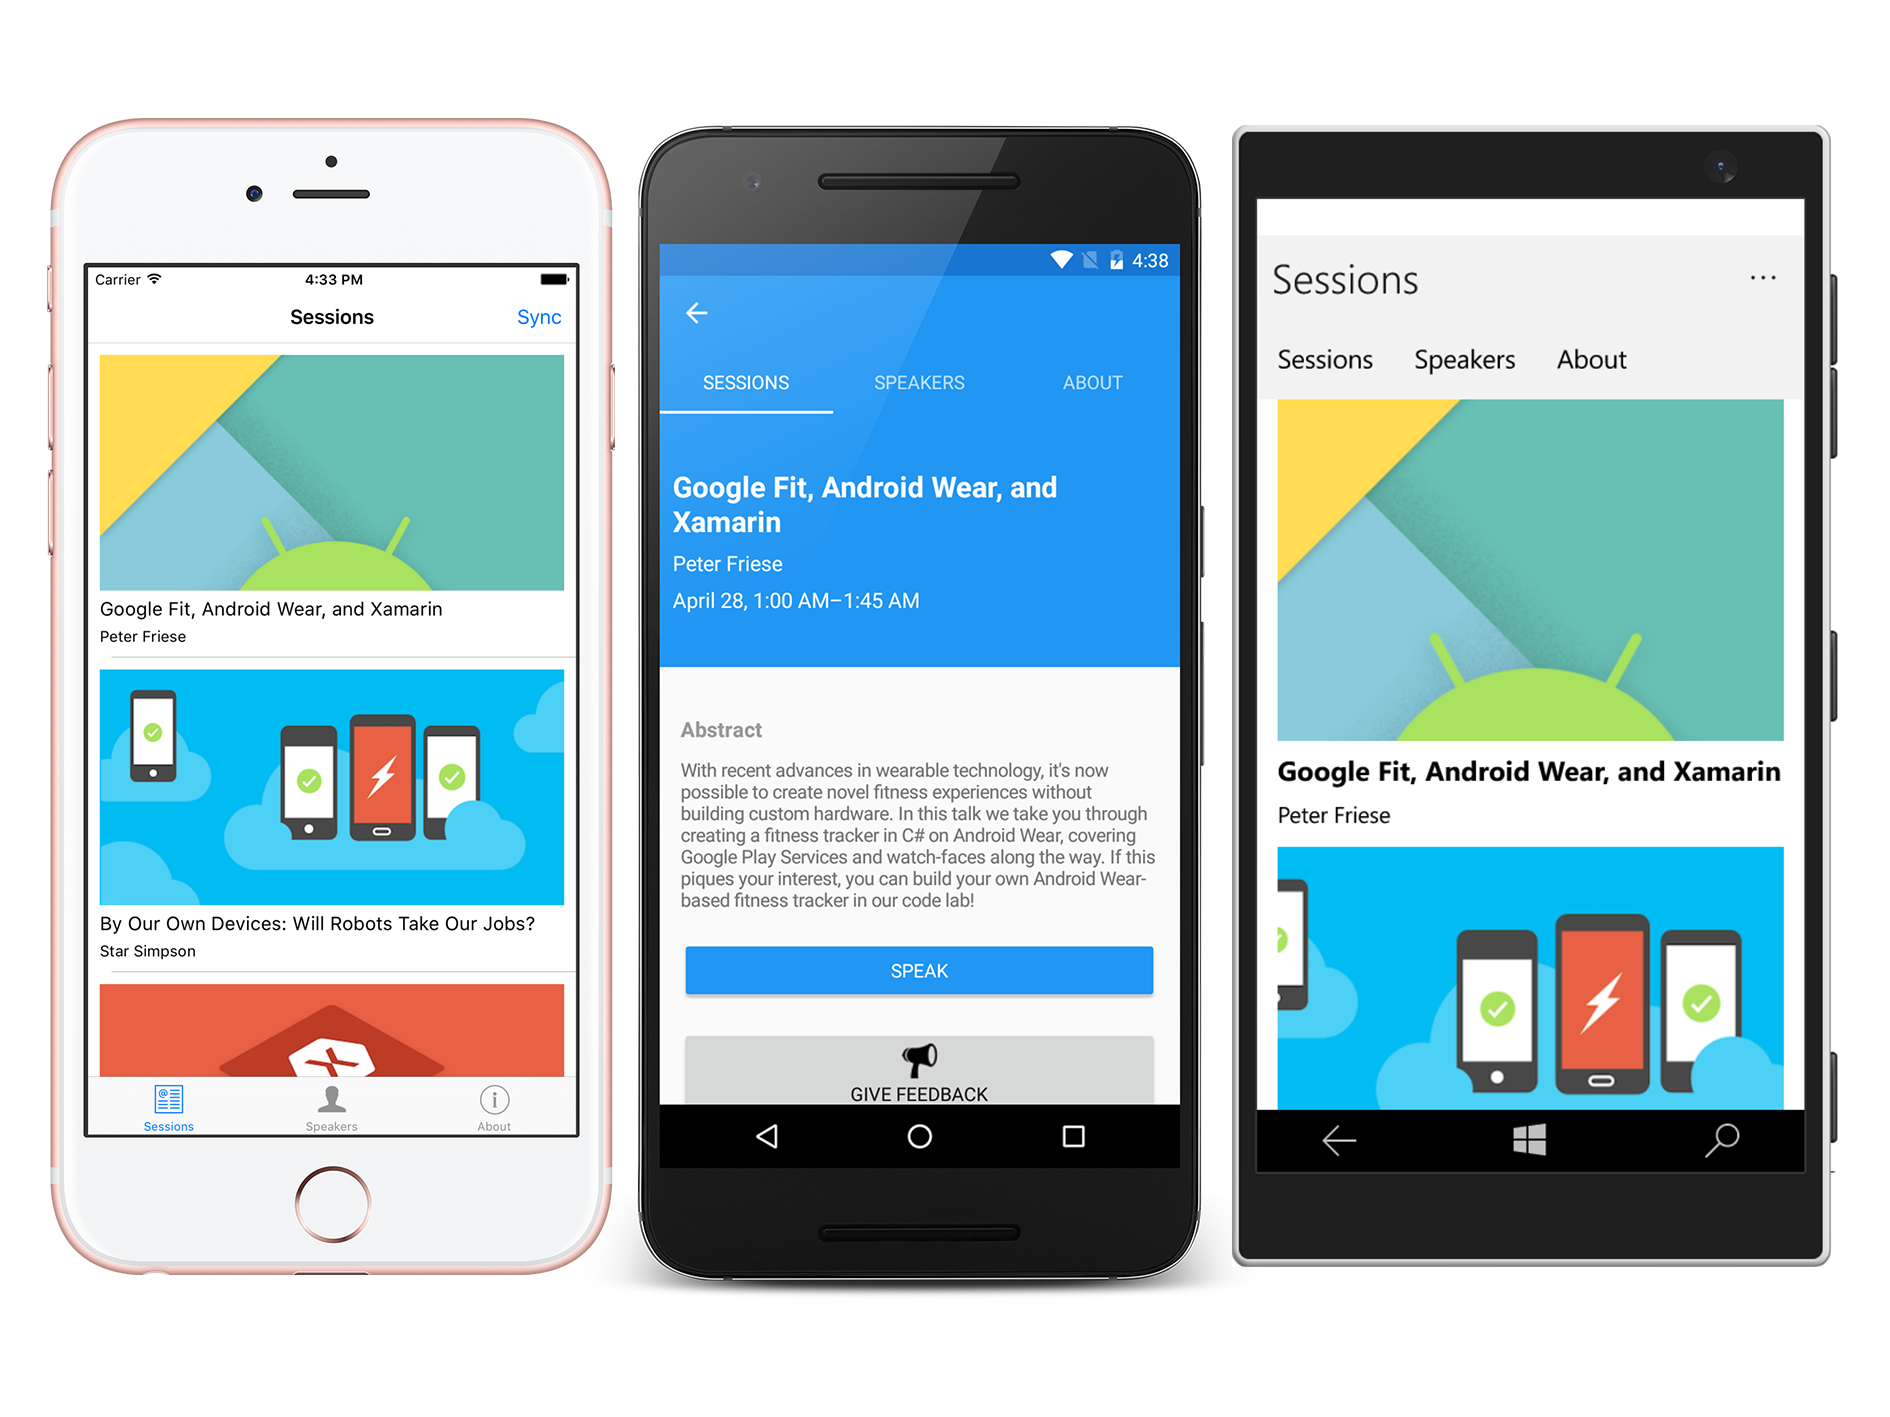 Carrier 4:33 PM
Sessions Sync
Google Fit, Android Wear, and Xamarin
Peter Friese
By Our Own Devices: Will Robots Take Our Jobs?
Star Simpson
Sessions Speakers About
4:38
SESSIONS SPEAKERS ABOUT
Google Fit, Android Wear, and
Xamarin
Peter Friese
April 28, 1:00 AM–1:45 AM
Abstract
With recent advances in wearable technology, it's now
possible to create novel fitness experiences without
building custom hardware. In this talk we take you through
creating a fitness tracker in C# on Android Wear, covering
Google Play Services and watch-faces along the way. If this
piques your interest, you can build your own Android Wear-
based fitness tracker in our code lab!
SPEAK
GIVE FEEDBACK
Sessions ...
Sessions Speakers About
Google Fit, Android Wear, and Xamarin
Peter Friese